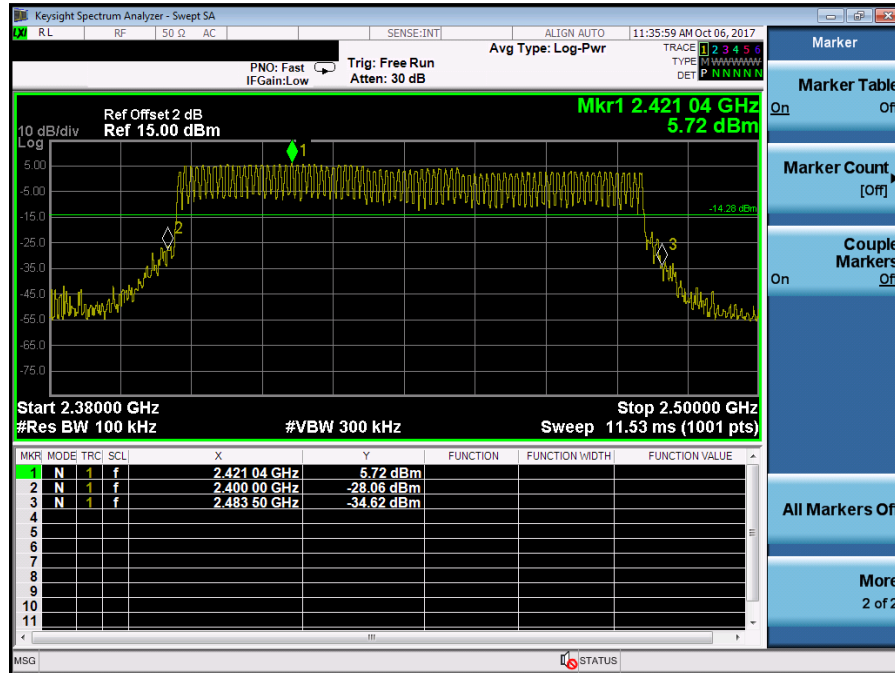 Keysight Spectrum Analyzer - Swept SA
LXI RL RF 50 Ω AC SENSE:INT ALIGN AUTO 11:35:59 AM Oct 06, 2017
Avg Type: Log-Pwr TRACE 1 2 3 4 5 6
PNO: Fast Trig: Free Run TYPE M W W W W W
IFGain:Low Atten: 30 dB DET P N N N N N
Mkr1 2.421 04 GHz
5.72 dBm
Ref Offset 2 dB
10 dB/div Ref 15.00 dBm
Log
1
5.00
-5.00
-14.28 dBm
-15.0
2
3
-25.0
-35.0
-45.0
-55.0
-65.0
-75.0
Start 2.38000 GHz Stop 2.50000 GHz
#Res BW 100 kHz #VBW 300 kHz Sweep 11.53 ms (1001 pts)
MKR MODE TRC SCL X Y FUNCTION FUNCTION WIDTH FUNCTION VALUE
1 N 1 f 2.421 04 GHz 5.72 dBm
2 N 1 f 2.400 00 GHz -28.06 dBm
3 N 1 f 2.483 50 GHz -34.62 dBm
4
5
6
7
8
9
10
11
MSG STATUS
Marker
Marker Table
On Of
Marker Count
[Off]
Couple
Markers
On Of
All Markers Of
More
2 of 2